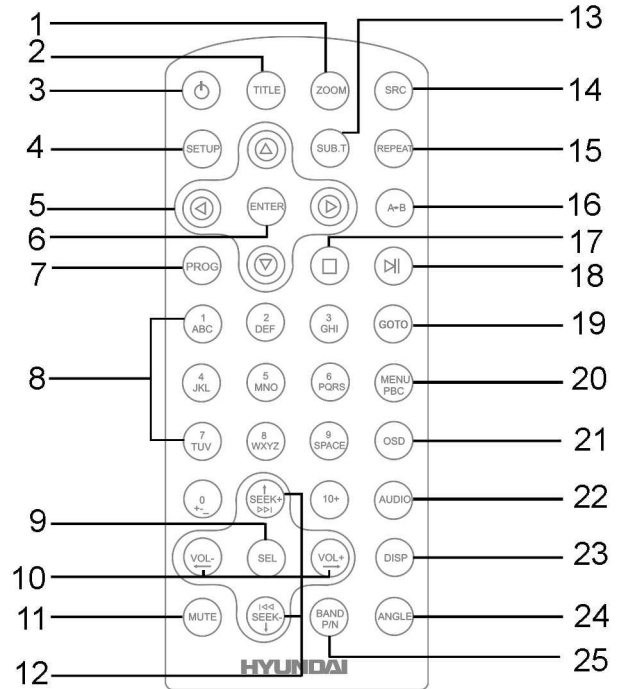 1
13
2
3
TITLE
ZOOM
SRC
14
4
SETUP
SUB.T
REPEAT
15
5
ENTER
A↔B
16
6
17
7
PROG
18
1
ABC
2
DEF
3
GHI
GOTO
19
8
4
JKL
5
MNO
6
PQRS
MENU
PBC
20
7
TUV
8
WXYZ
9
SPACE
OSD
21
0
+-_
SEEK+
10+
AUDIO
22
9
10
VOL-
SEL
VOL+
DISP
23
11
MUTE
SEEK-
BAND
P/N
ANGLE
24
12
HYUNDAI
25